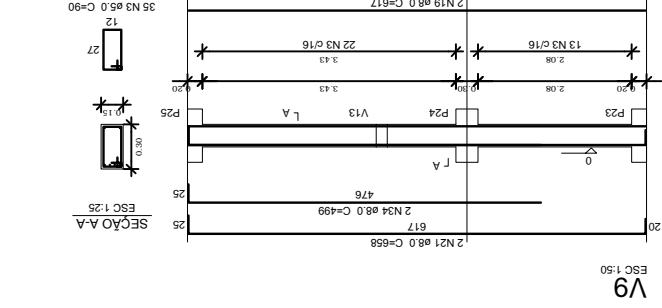 V9
ESC 1:50
2 N21 ø8.0 C=658
20 617 25
2 N34 ø8.0 C=499
476 25
SEÇÃO A-A
ESC 1:25
0
A
0.30
P23 P24 V13 A P25
0.15
0.20 2.08 0.30 3.43 0.20
2.08 3.43
13 N3 c/16 22 N3 c/16
27
12
2 N19 ø8.0 C=617
35 N3 ø5.0 C=90